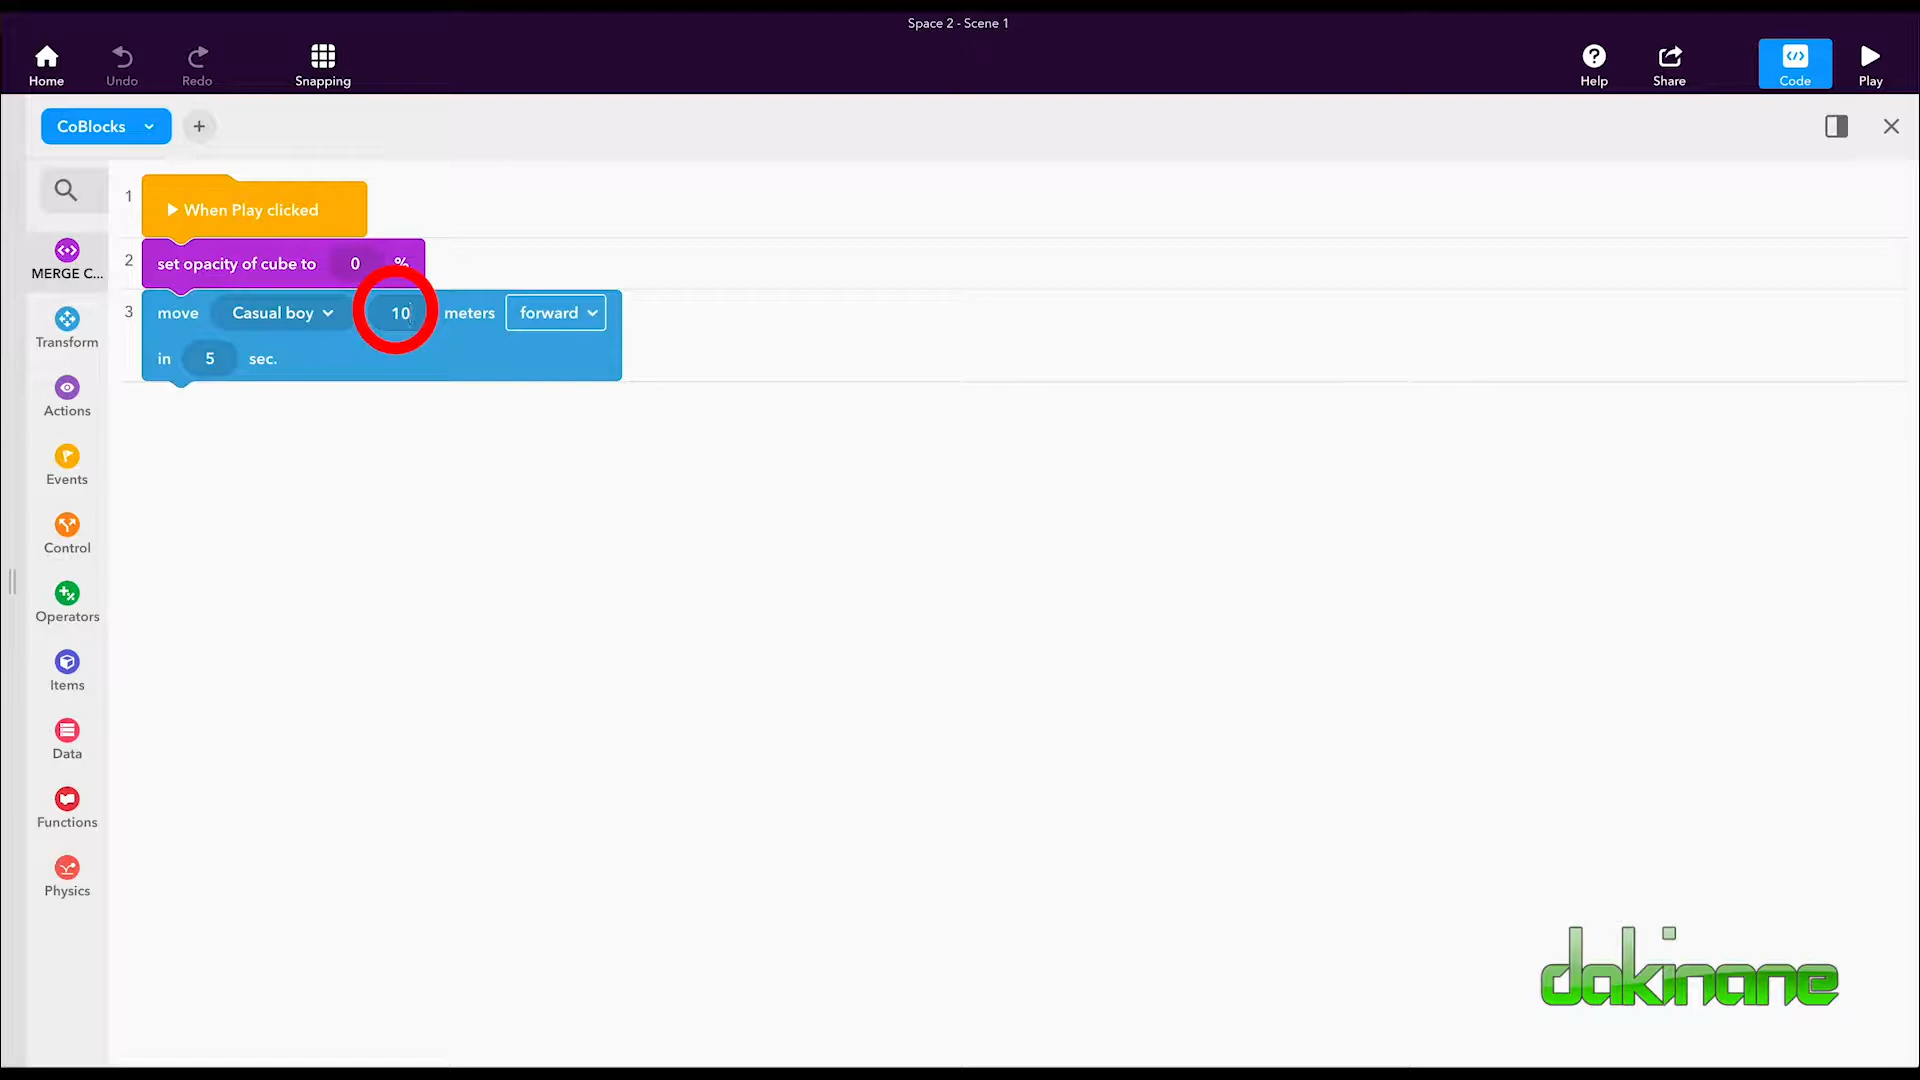 Space 2 - Scene 1
Home
Undo
Redo
Snapping
Help
Share
Code
Play
CoBlocks
1
When Play clicked
2
set opacity of cube to 0 %
3
move Casual boy 10 meters forward
in 5 sec.
MERGE C...
Transform
Actions
Events
Control
Operators
Items
Data
Functions
Physics
dakinane